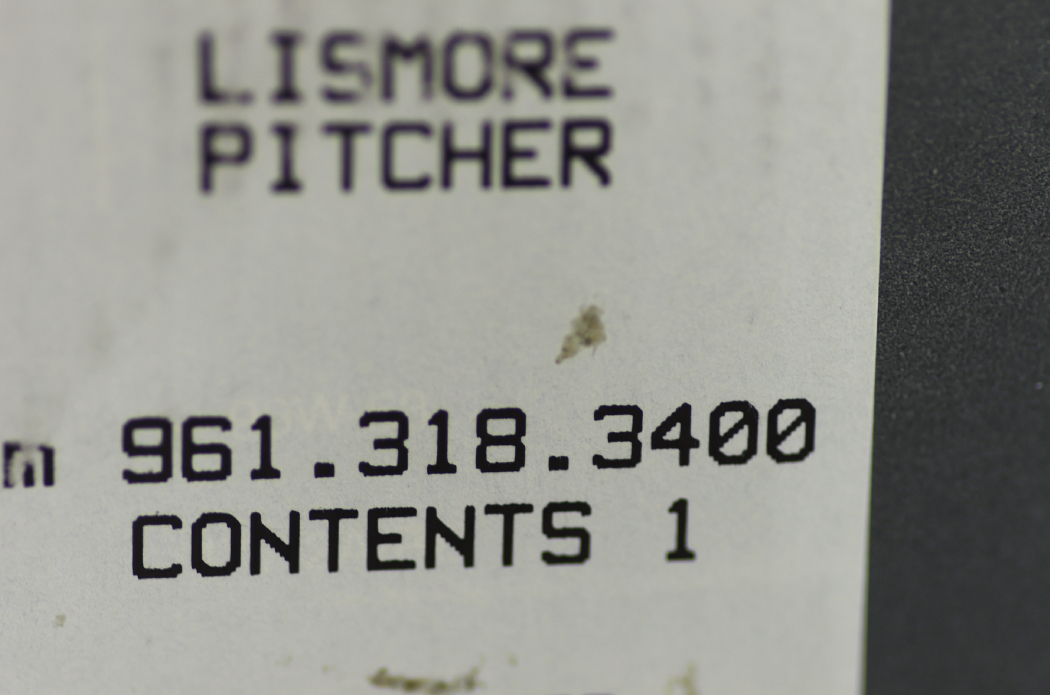 LISMORE
PITCHER
m 961.318.3400
CONTENTS 1